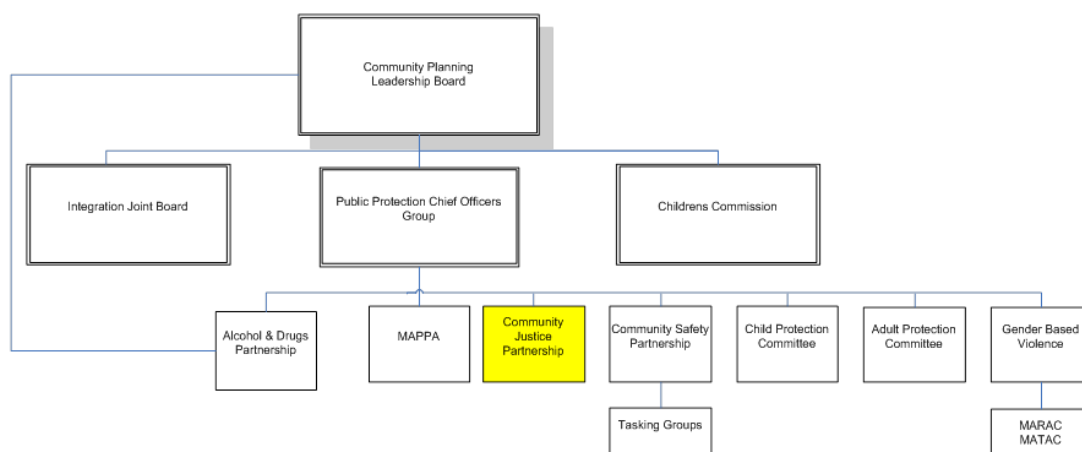 Community Planning
Leadership Board
Integration Joint Board
Public Protection Chief Officers
Group
Childrens Commission
Alcohol & Drugs
Partnership
MAPPA
Community
Justice
Partnership
Community Safety
Partnership
Child Protection
Committee
Adult Protection
Committee
Gender Based
Violence
Tasking Groups
MARAC
MATAC